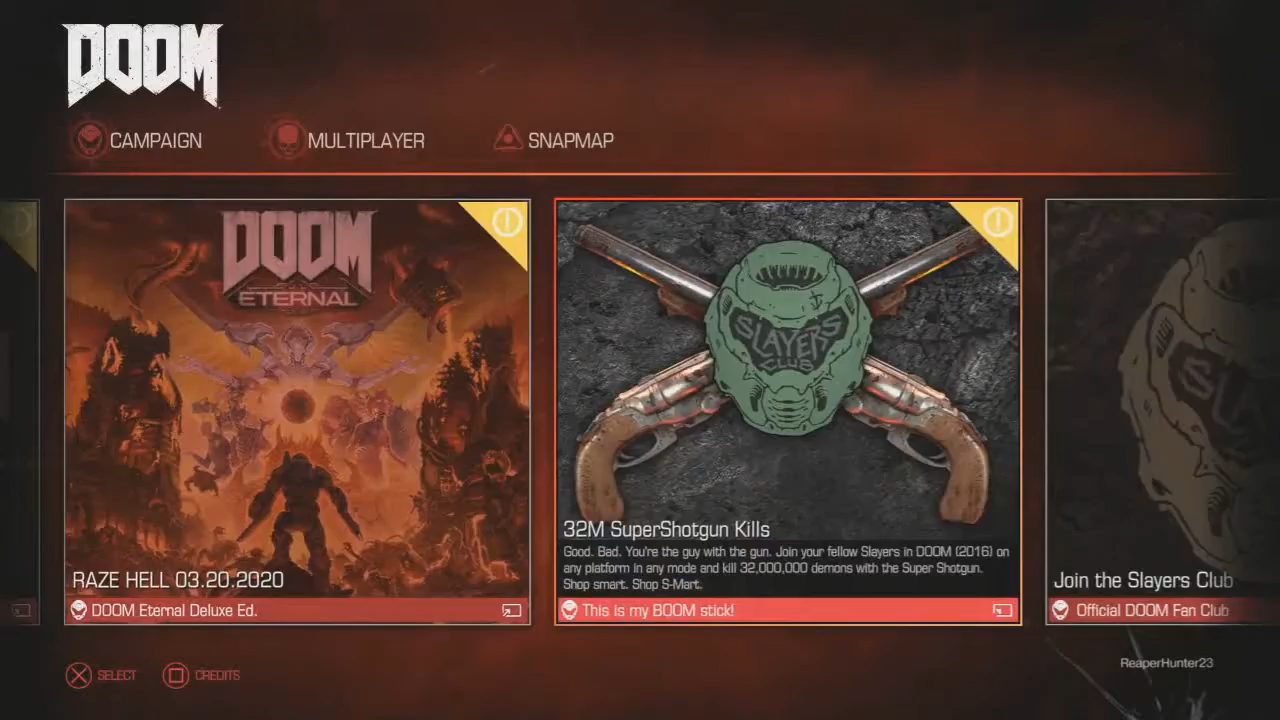 DOOM
CAMPAIGN
MULTIPLAYER
SNAPMAP
DOOM
ETERNAL
RAZE HELL 03.20.2020
DOOM Eternal Deluxe Ed.
SLAYERS
CLUB
32M SuperShotgun Kills
Good. Bad. You're the guy with the gun. Join your fellow Slayers in DOOM (2016) on
any platform in any mode and kill 32,000,000 demons with the Super Shotgun.
Shop smart. Shop S-Mart.
This is my BOOM stick!
SLA
Join the Slayers Club
Official DOOM Fan Club
SELECT
CREDITS
ReaperHunter23